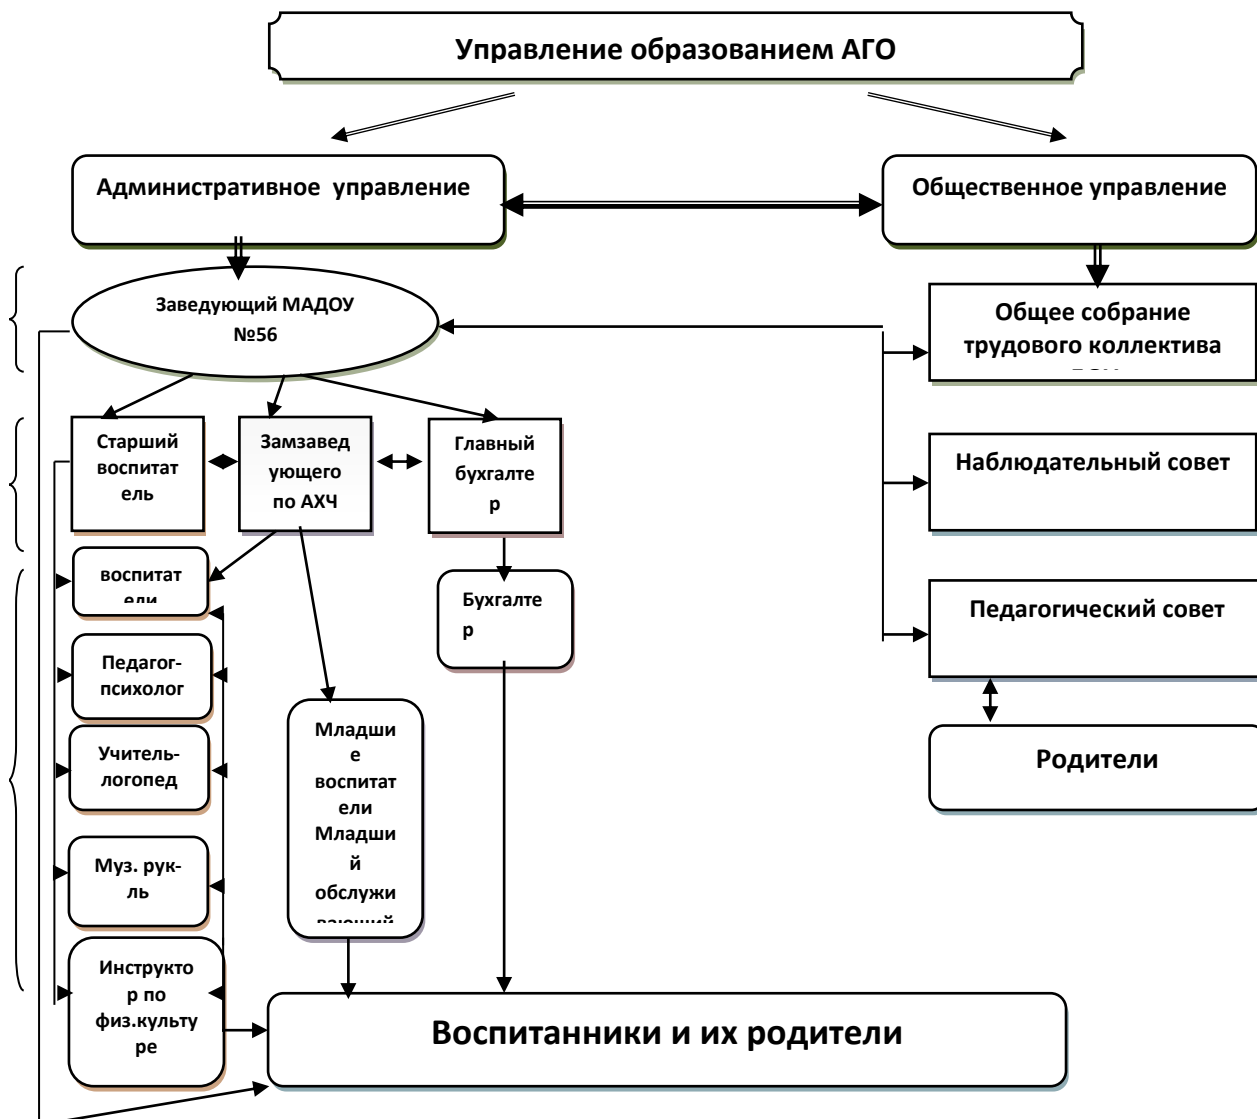 Управление образованием АГО
Административное управление
Общественное управление
Заведующий МАДОУ
№56
Общее собрание
трудового коллектива
Старший
воспитат
ель
Замзавед
ующего
по АХЧ
Главный
бухгалте
р
Наблюдательный совет
воспитат
ели
Бухгалте
р
Педагогический совет
Педагог-
психолог
Младши
е
воспитат
ели
Младши
й
обслужи
вающий
Учитель-
логопед
Родители
Муз. рук-
ль
Инструкто
р по
физ.культу
ре
Воспитанники и их родители